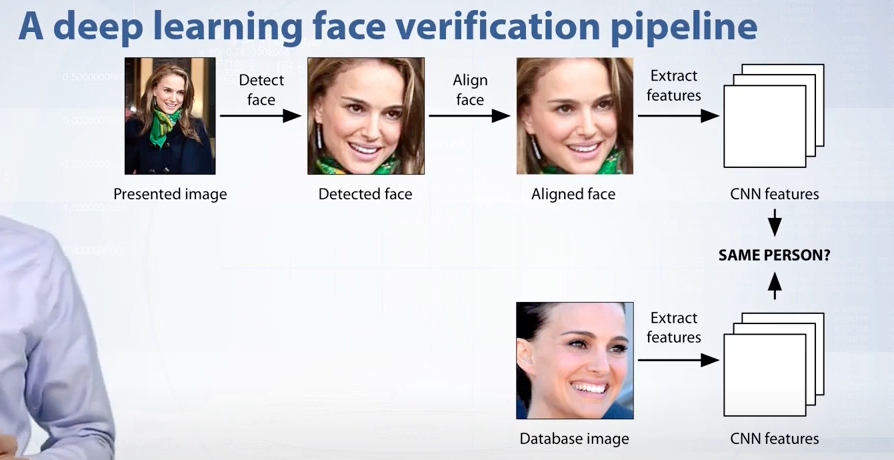 A deep learning face verification pipeline
Detect
face
Align
face
Extract
features
Presented image
Detected face
Aligned face
CNN features
SAME PERSON?
Extract
features
Database image
CNN features